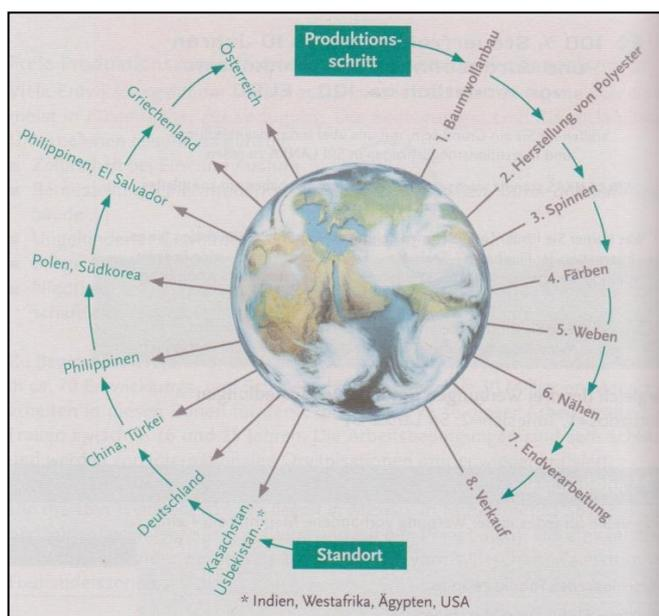 Produktions-
schritt
1. Baumwollanbau
2. Herstellung von Polyester
3. Spinnen
4. Färben
5. Weben
6. Nähen
7. Endverarbeitung
8. Verkauf
Standort
Kasachstan,
Usbekistan...*
Deutschland
China, Türkei
Philippinen
Polen, Südkorea
Philippinen, El Salvador
Griechenland
Österreich
* Indien, Westafrika, Ägypten, USA